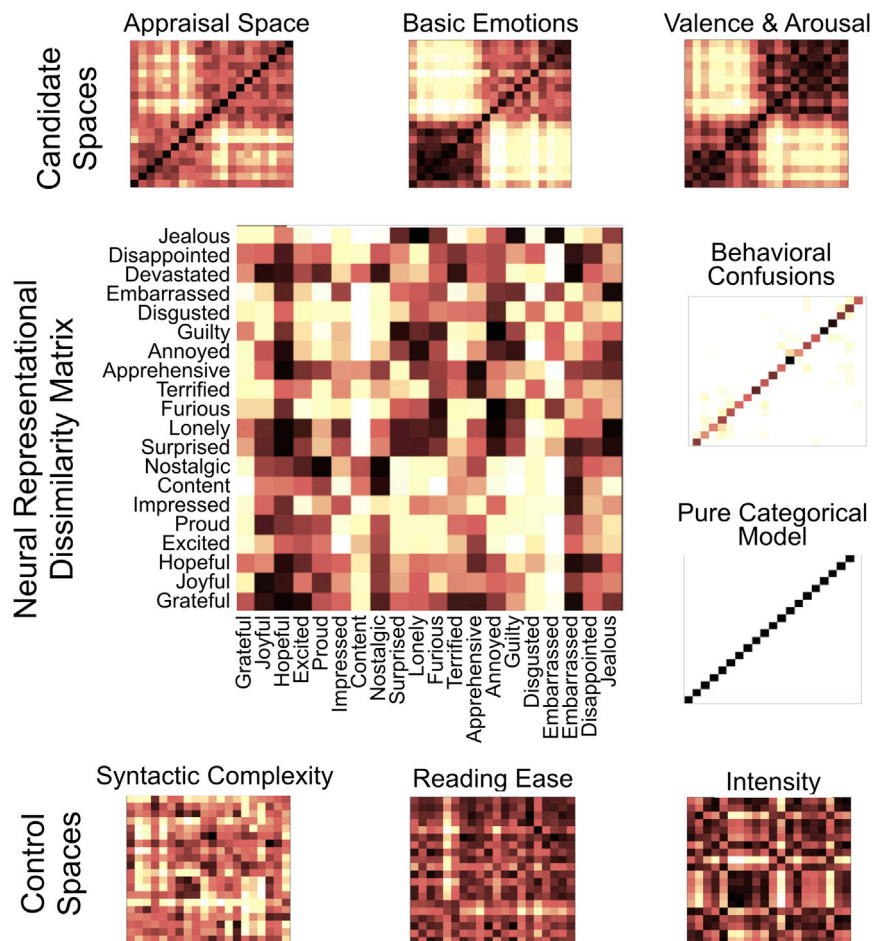 Candidate
Spaces
Appraisal Space
Basic Emotions
Valence & Arousal
Neural Representational
Dissimilarity Matrix
Jealous
Disappointed
Devastated
Embarrassed
Disgusted
Guilty
Annoyed
Apprehensive
Terrified
Furious
Lonely
Surprised
Nostalgic
Content
Impressed
Proud
Excited
Hopeful
Joyful
Grateful
Grateful
Joyful
Hopeful
Excited
Proud
Impressed
Content
Nostalgic
Surprised
Lonely
Furious
Terrified
Apprehensive
Annoyed
Guilty
Disgusted
Embarrassed
Embarrassed
Disappointed
Jealous
Behavioral
Confusions
Pure Categorical
Model
Control
Spaces
Syntactic Complexity
Reading Ease
Intensity